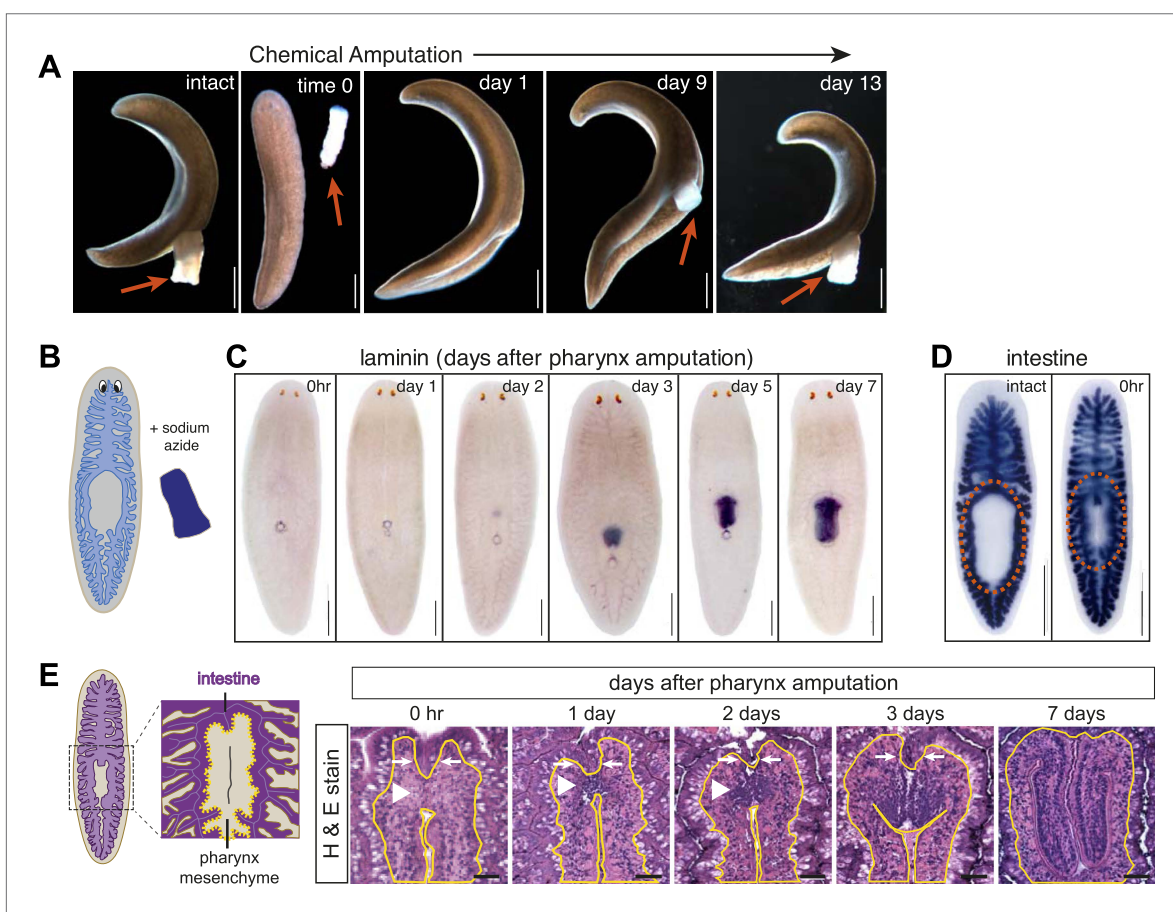 Chemical Amputation
A
intact
time 0
day 1
day 9
day 13
B
+ sodium
azide
C
laminin (days after pharynx amputation)
0hr
day 1
day 2
day 3
day 5
day 7
D
intestine
intact
0hr
E
intestine
pharynx
mesenchyme
days after pharynx amputation
0 hr
1 day
2 days
3 days
7 days
H & E stain